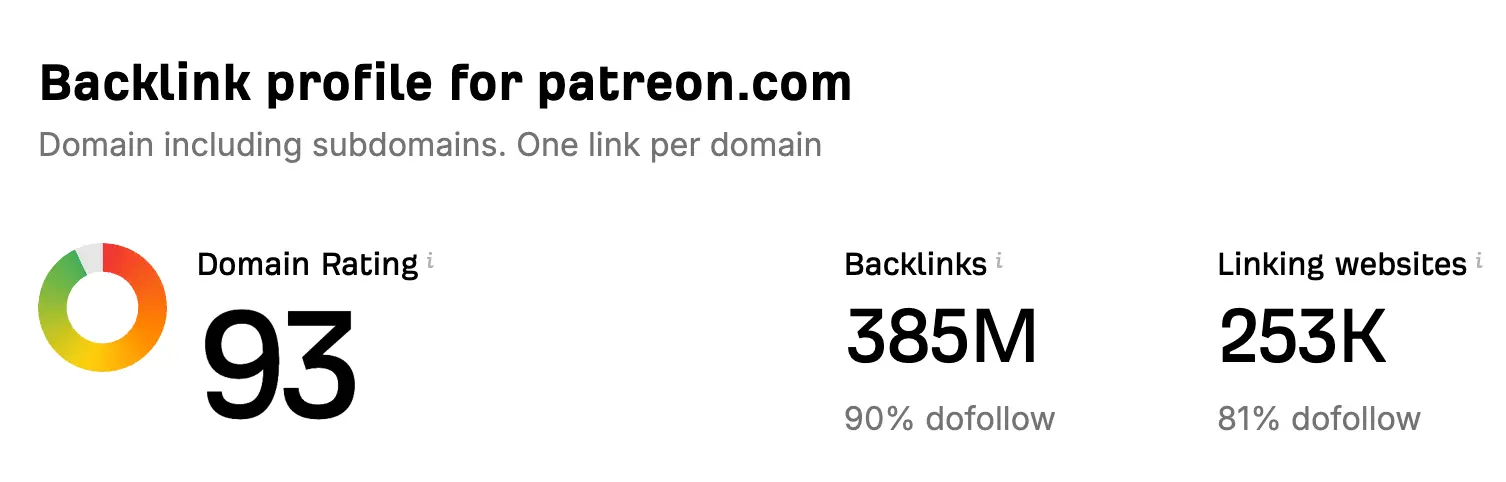 Backlink profile for patreon.com
Domain including subdomains. One link per domain
Domain Rating i
93
Backlinks i
385M
90% dofollow
Linking websites i
253K
81% dofollow